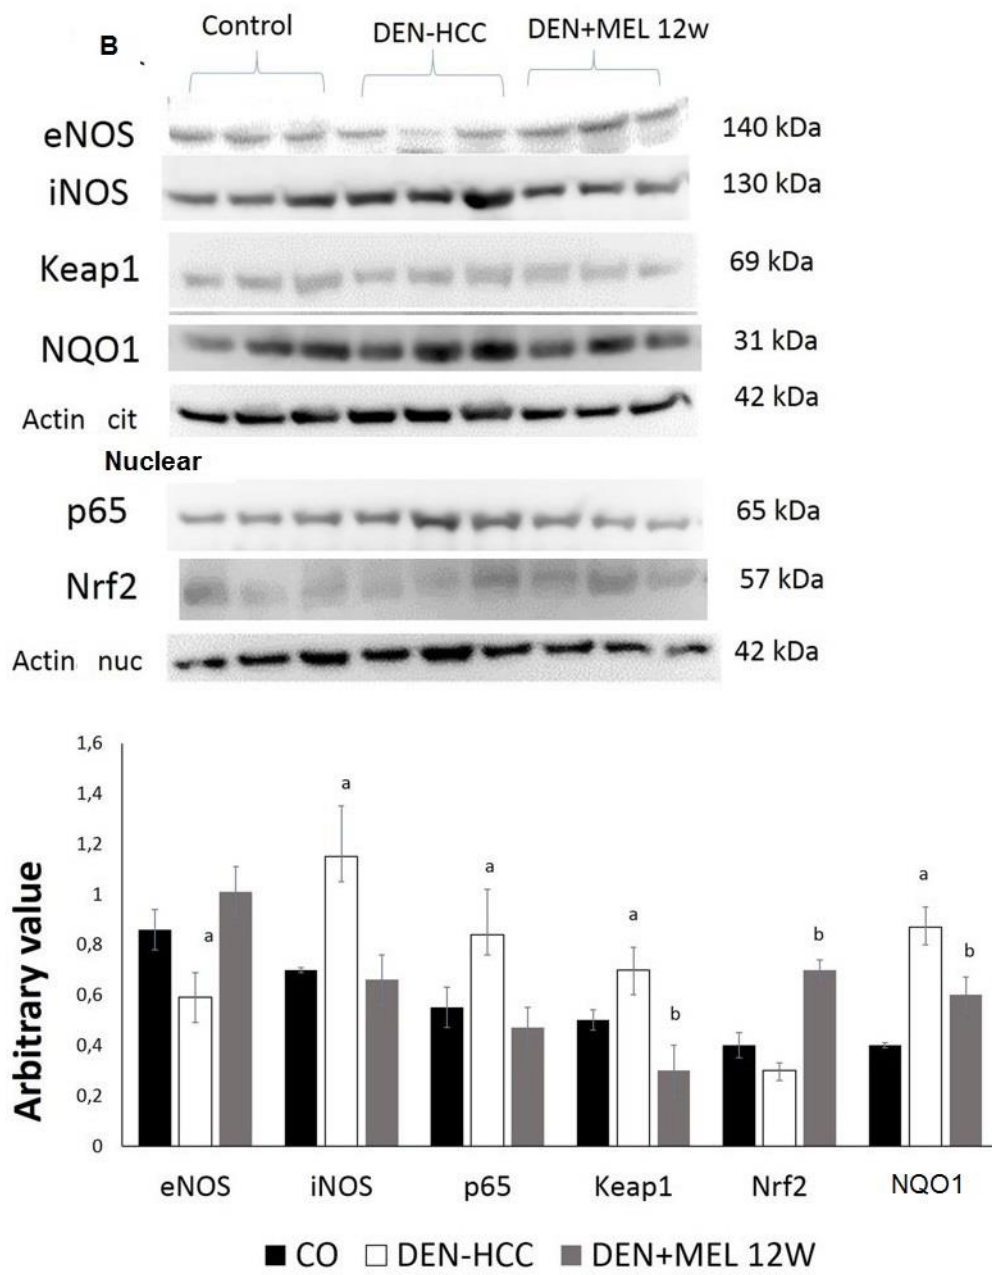 B
Control
DEN-HCC
DEN+MEL 12w
eNOS
140 kDa
iNOS
130 kDa
Keap1
69 kDa
NQO1
31 kDa
Actin cit
42 kDa
Nuclear
p65
65 kDa
Nrf2
57 kDa
Actin nuc
42 kDa
Arbitrary value
1,6
1,4
1,2
1
0,8
0,6
0,4
0,2
0
a
a
a
a
b
b
a
b
eNOS
iNOS
p65
Keap1
Nrf2
NQO1
CO
DEN-HCC
DEN+MEL 12W